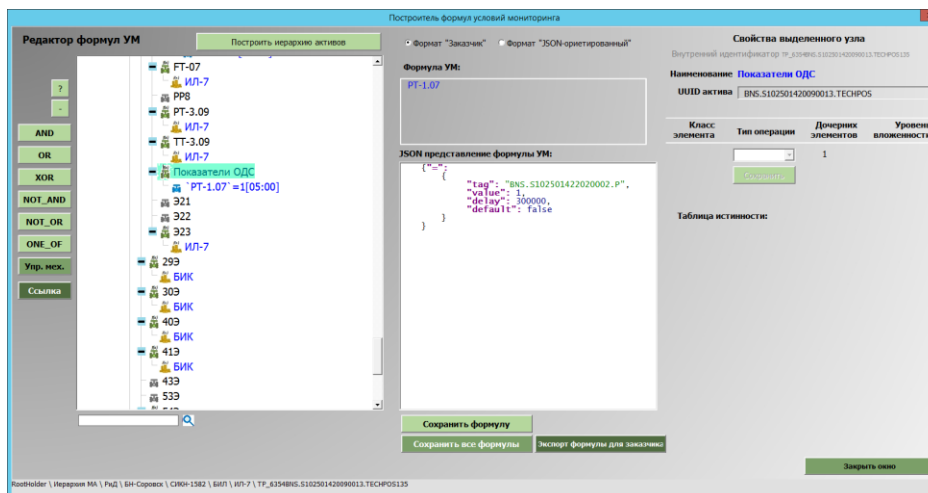 Построитель формул условий мониторинга
Редактор формул УМ
Построить иерархию активов
Формат "Заказчик"
Формат "JSON-ориетированный"
Свойства выделенного узла
Внутренний идентификатор TP_6354BNS.S102501420090013.TECHPOS135
Формула УМ:
PT-1.07
Наименование Показатели ОДС
UUID актива BNS.S102501420090013.TECHPOS
?
-
AND
OR
XOR
NOT_AND
NOT_OR
ONE_OF
Упр. мех.
Ссылка
FT-07
ИЛ-7
PP8
PT-3.09
ИЛ-7
TT-3.09
ИЛ-7
Показатели ОДС
`PT-1.07`=1[05:00]
Э21
Э22
Э23
ИЛ-7
29Э
БИК
30Э
БИК
40Э
БИК
41Э
БИК
43Э
53Э
JSON представление формулы УМ:
{"=":
{
"tag": "BNS.S102501422020002.P",
"value": 1,
"delay": 300000,
"default": false
}
}
Класс элемента
Тип операции
Дочерних элементов
Уровень вложенности
1
Сохранить
Таблица истинности:
Сохранить формулу
Сохранить все формулы
Экспорт формулы для заказчика
Закрыть окно
RootHolder \ Иерархия МА \ РиД \ БН-Соровск \ СИКН-1582 \ БИЛ \ ИЛ-7 \ TP_6354BNS.S102501420090013.TECHPOS135